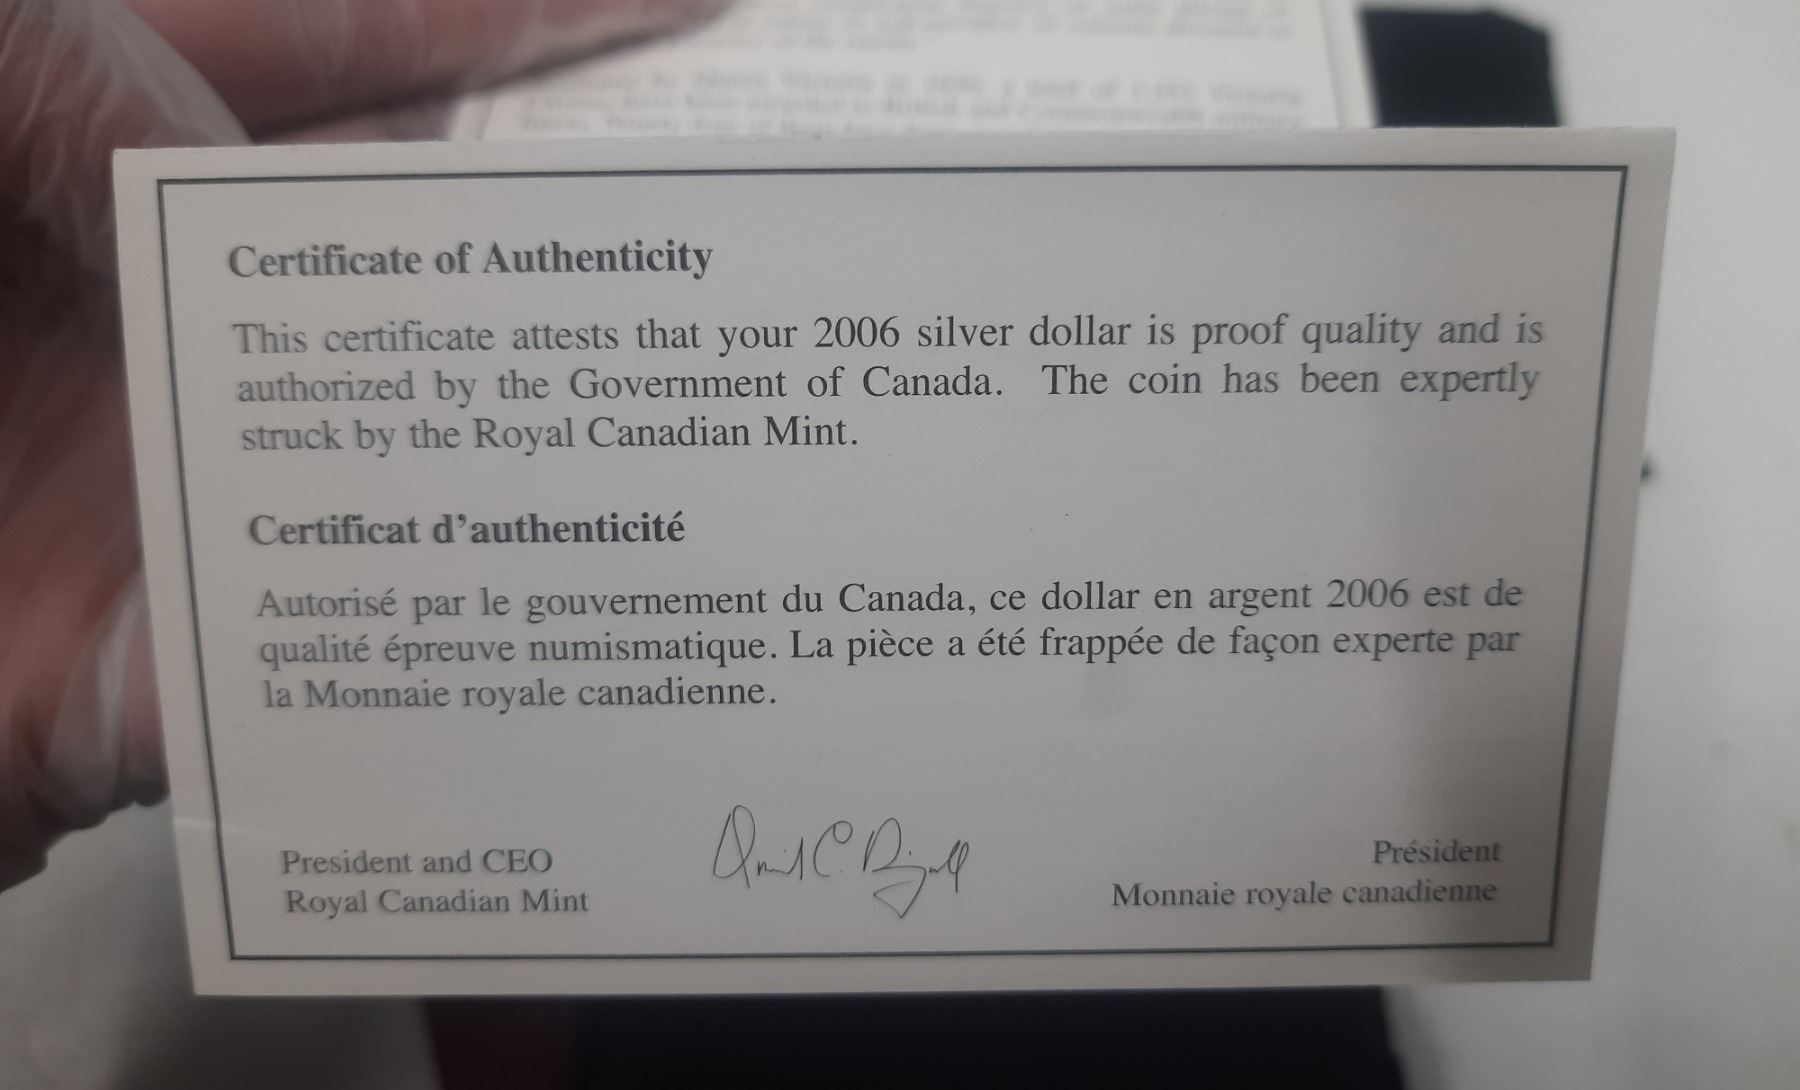 Certificate of Authenticity
This certificate attests that your 2006 silver dollar is proof quality and is
authorized by the Government of Canada. The coin has been expertly
struck by the Royal Canadian Mint.
Certificat d'authenticité
Autorisé par le gouvernement du Canada, ce dollar en argent 2006 est de
qualité épreuve numismatique. La pièce a été frappée de façon experte par
la Monnaie royale canadienne.
President and CEO
Royal Canadian Mint
Président
Monnaie royale canadienne